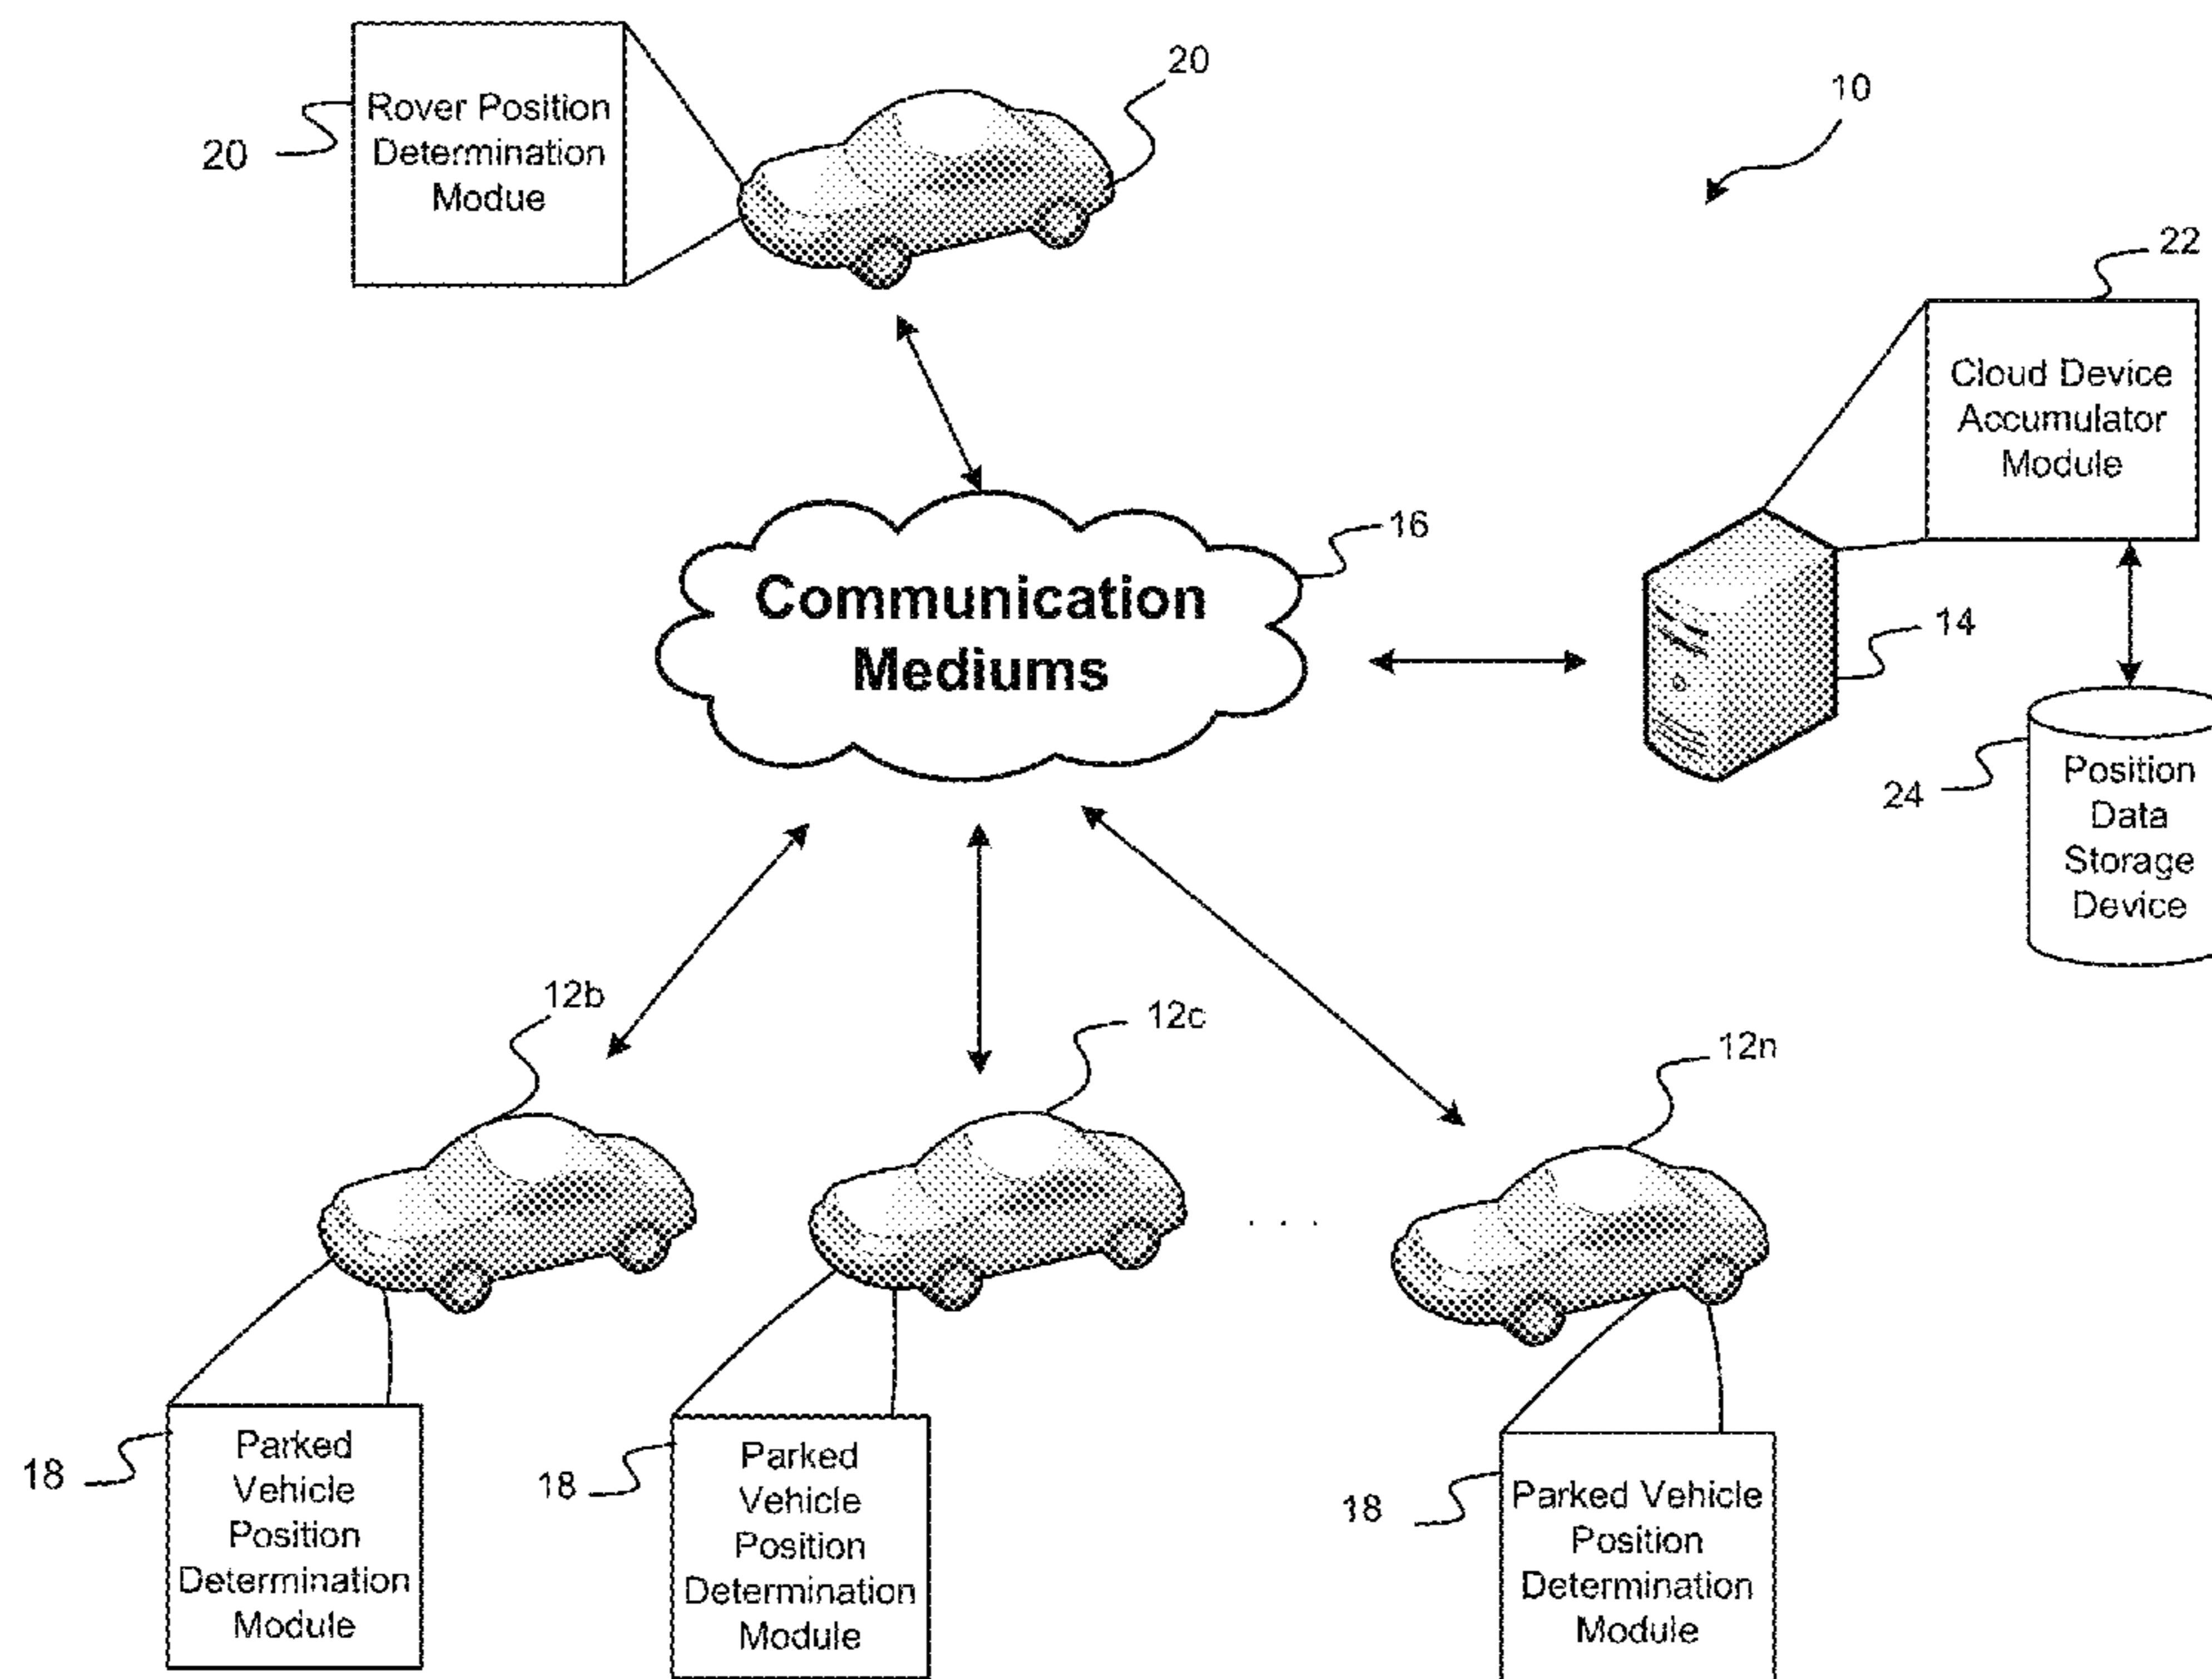 20
10
Rover Position
Determination
Modue
20
22
Cloud Device
Accumulator
Module
16
Communication
Mediums
14
24
Position
Data
Storage
Device
12b
12c
12n
. . .
18
Parked
Vehicle
Position
Determination
Module
18
Parked
Vehicle
Position
Determination
Module
18
Parked Vehicle
Position
Determination
Module